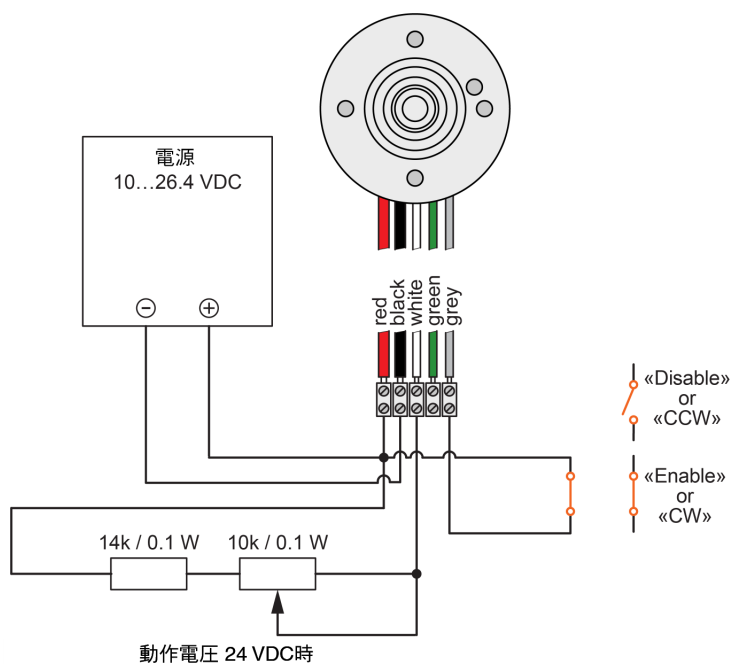 電源
10...26.4 VDC
red
black
white
green
grey
«Disable»
or
«CCW»
«Enable»
or
«CW»
14k / 0.1 W
10k / 0.1 W
動作電圧 24 VDC時